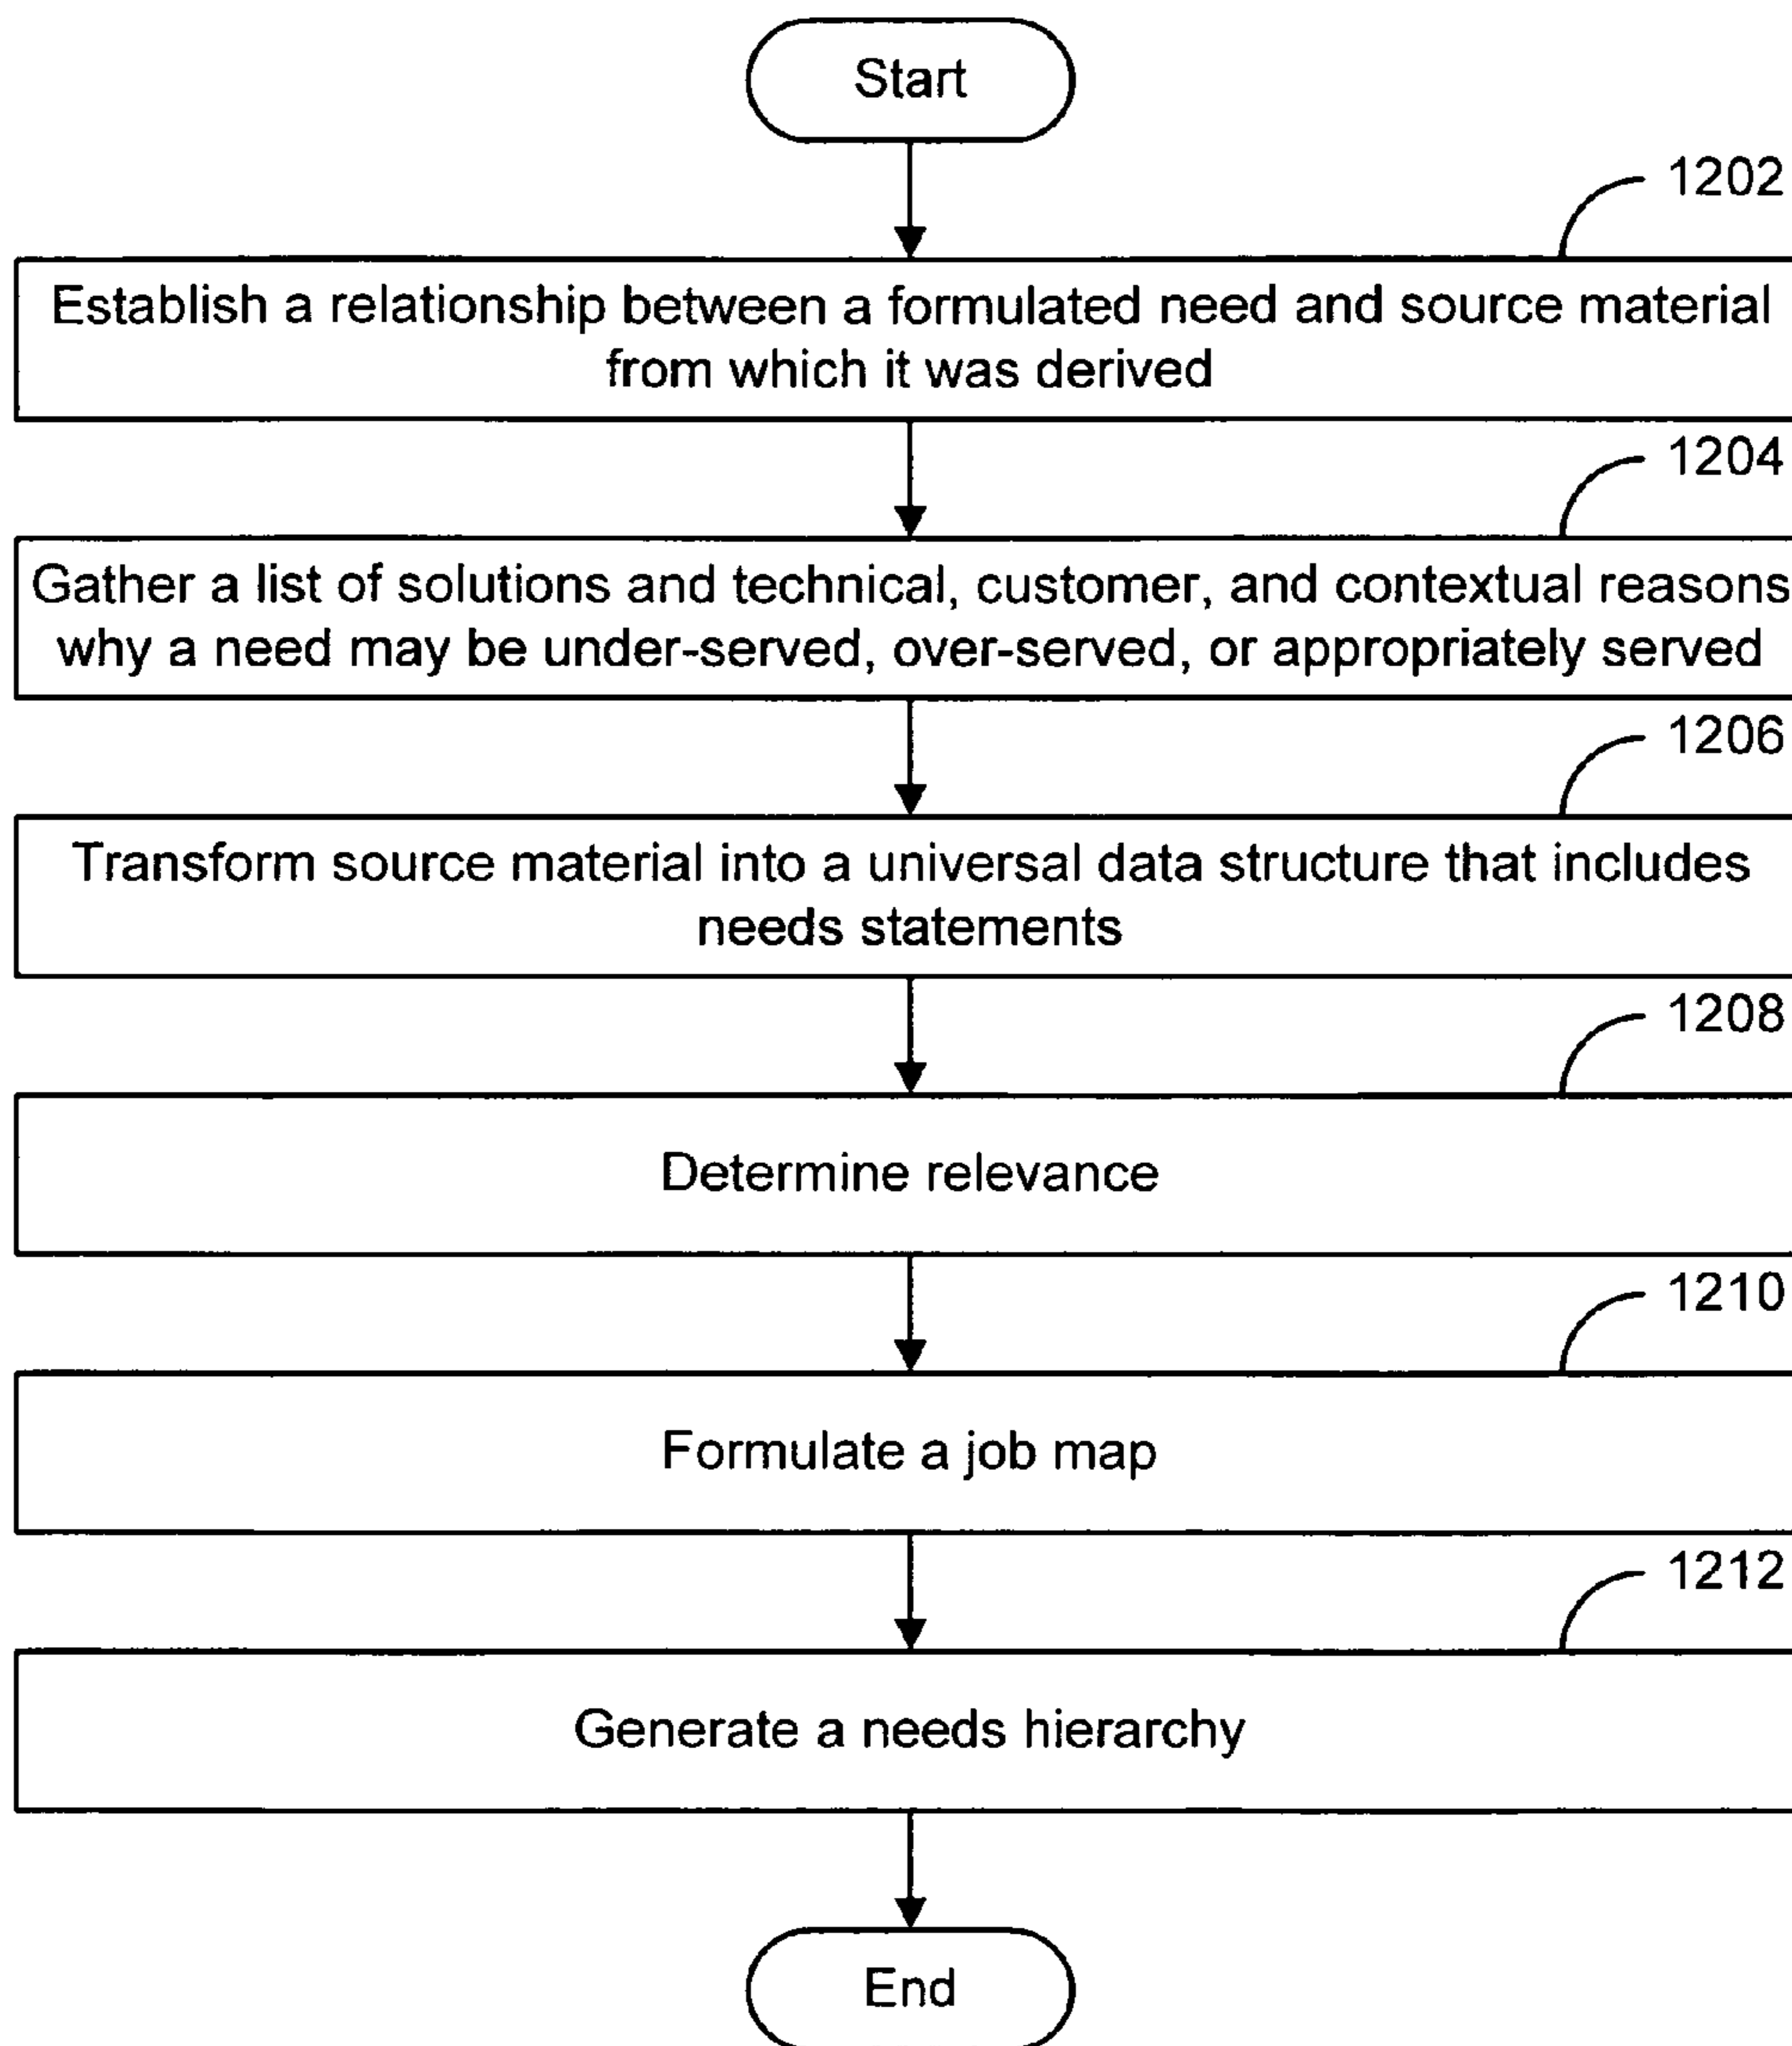 Start
1202
Establish a relationship between a formulated need and source material
from which it was derived
1204
Gather a list of solutions and technical, customer, and contextual reasons
why a need may be under-served, over-served, or appropriately served
1206
Transform source material into a universal data structure that includes
needs statements
1208
Determine relevance
1210
Formulate a job map
1212
Generate a needs hierarchy
End